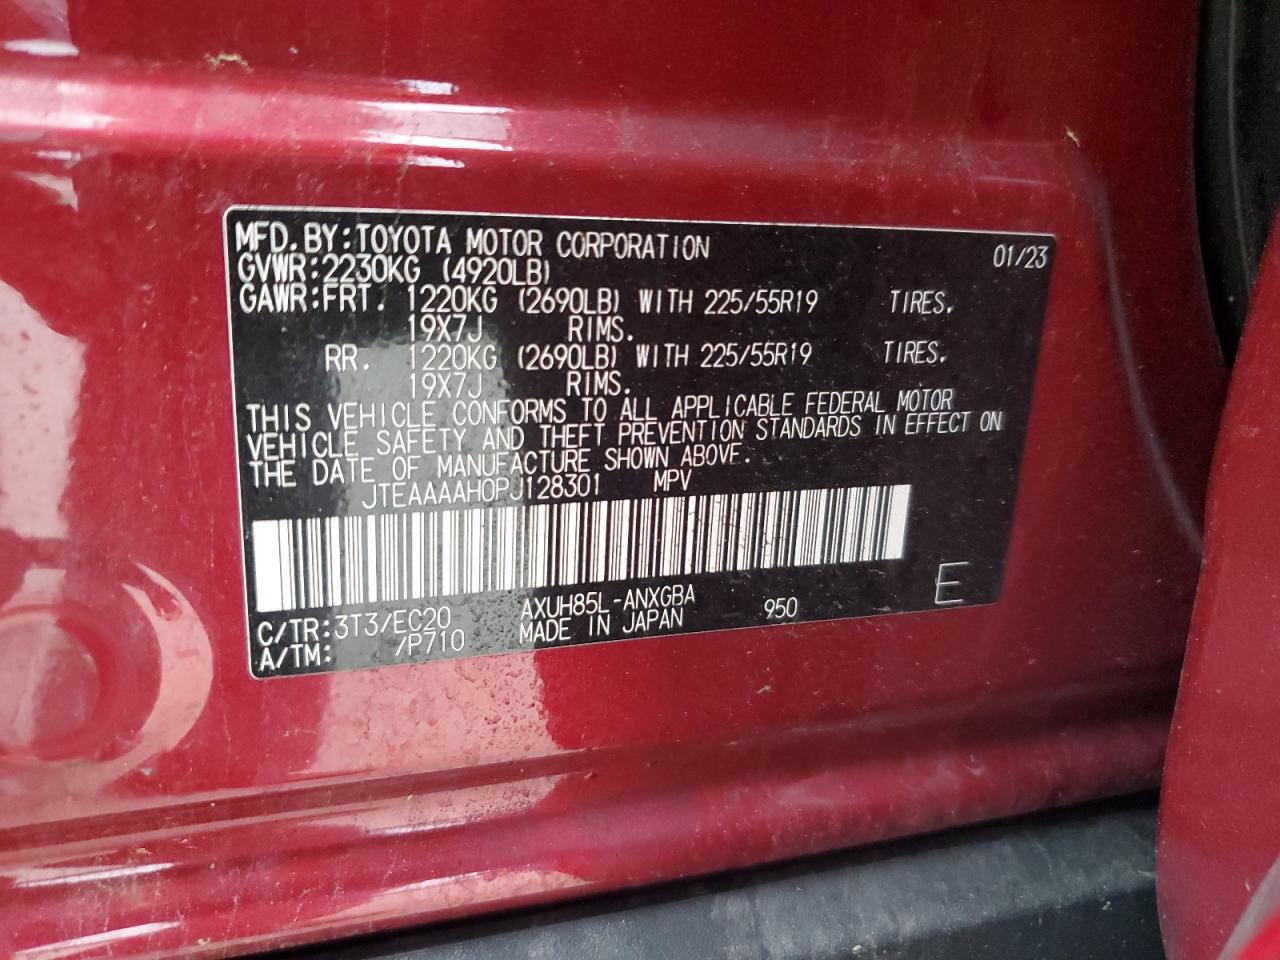 MFD. BY: TOYOTA MOTOR CORPORATION 01/23
GVWR: 2230KG (4920LB)
GAWR: FRT. 1220KG (2690LB) WITH 225/55R19 TIRES.
19X7J RIMS.
RR. 1220KG (2690LB) WITH 225/55R19 TIRES.
19X7J RIMS.
THIS VEHICLE CONFORMS TO ALL APPLICABLE FEDERAL MOTOR
VEHICLE SAFETY AND THEFT PREVENTION STANDARDS IN EFFECT ON
THE DATE OF MANUFACTURE SHOWN ABOVE.
JTEAAAAH0PJ128301 MPV
C/TR: 3T3/EC20 AXUH85L-ANXGBA 950 E
A/TM: /P710 MADE IN JAPAN